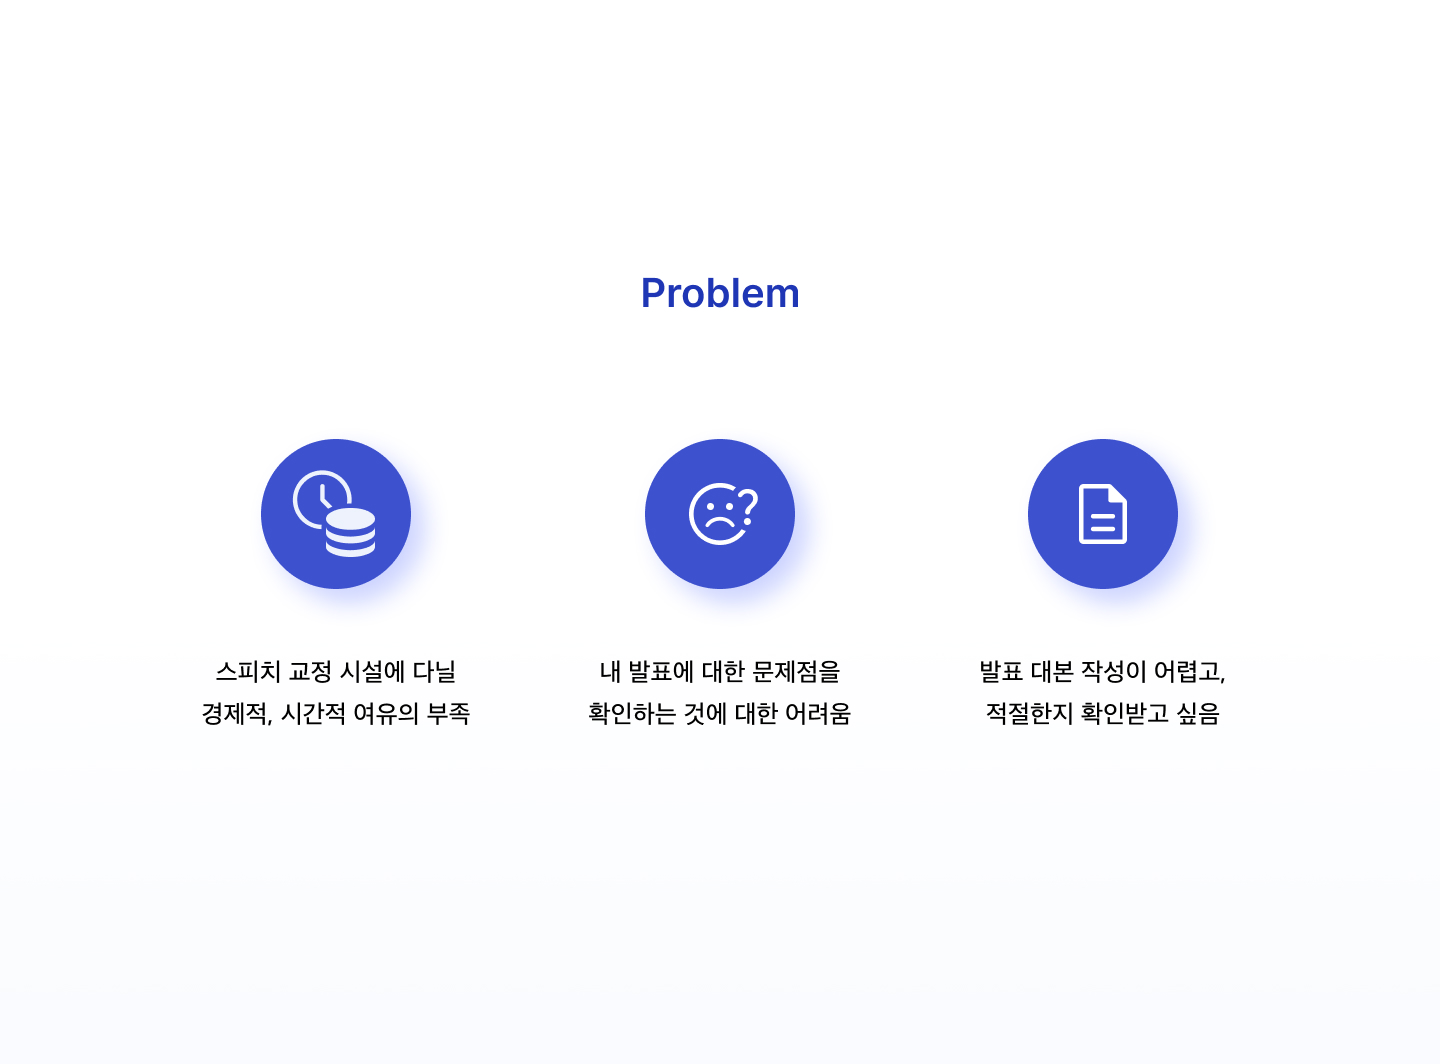 Problem
스피치 교정 시설에 다닐
경제적, 시간적 여유의 부족
내 발표에 대한 문제점을
확인하는 것에 대한 어려움
발표 대본 작성이 어렵고,
적절한지 확인받고 싶음